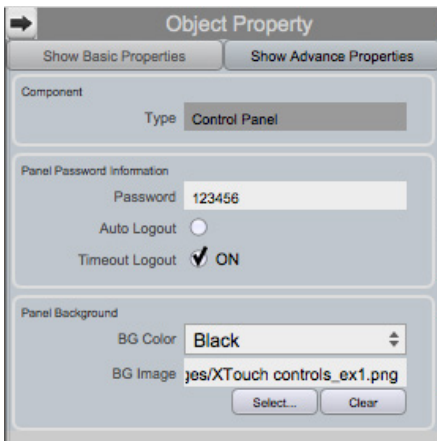 Object Property
Show Basic Properties Show Advance Properties
Component
Type Control Panel
Panel Password Information
Password 123456
Auto Logout
Timeout Logout ON
Panel Background
BG Color Black
BG Image ges/XTouch controls_ex1.png
Select... Clear